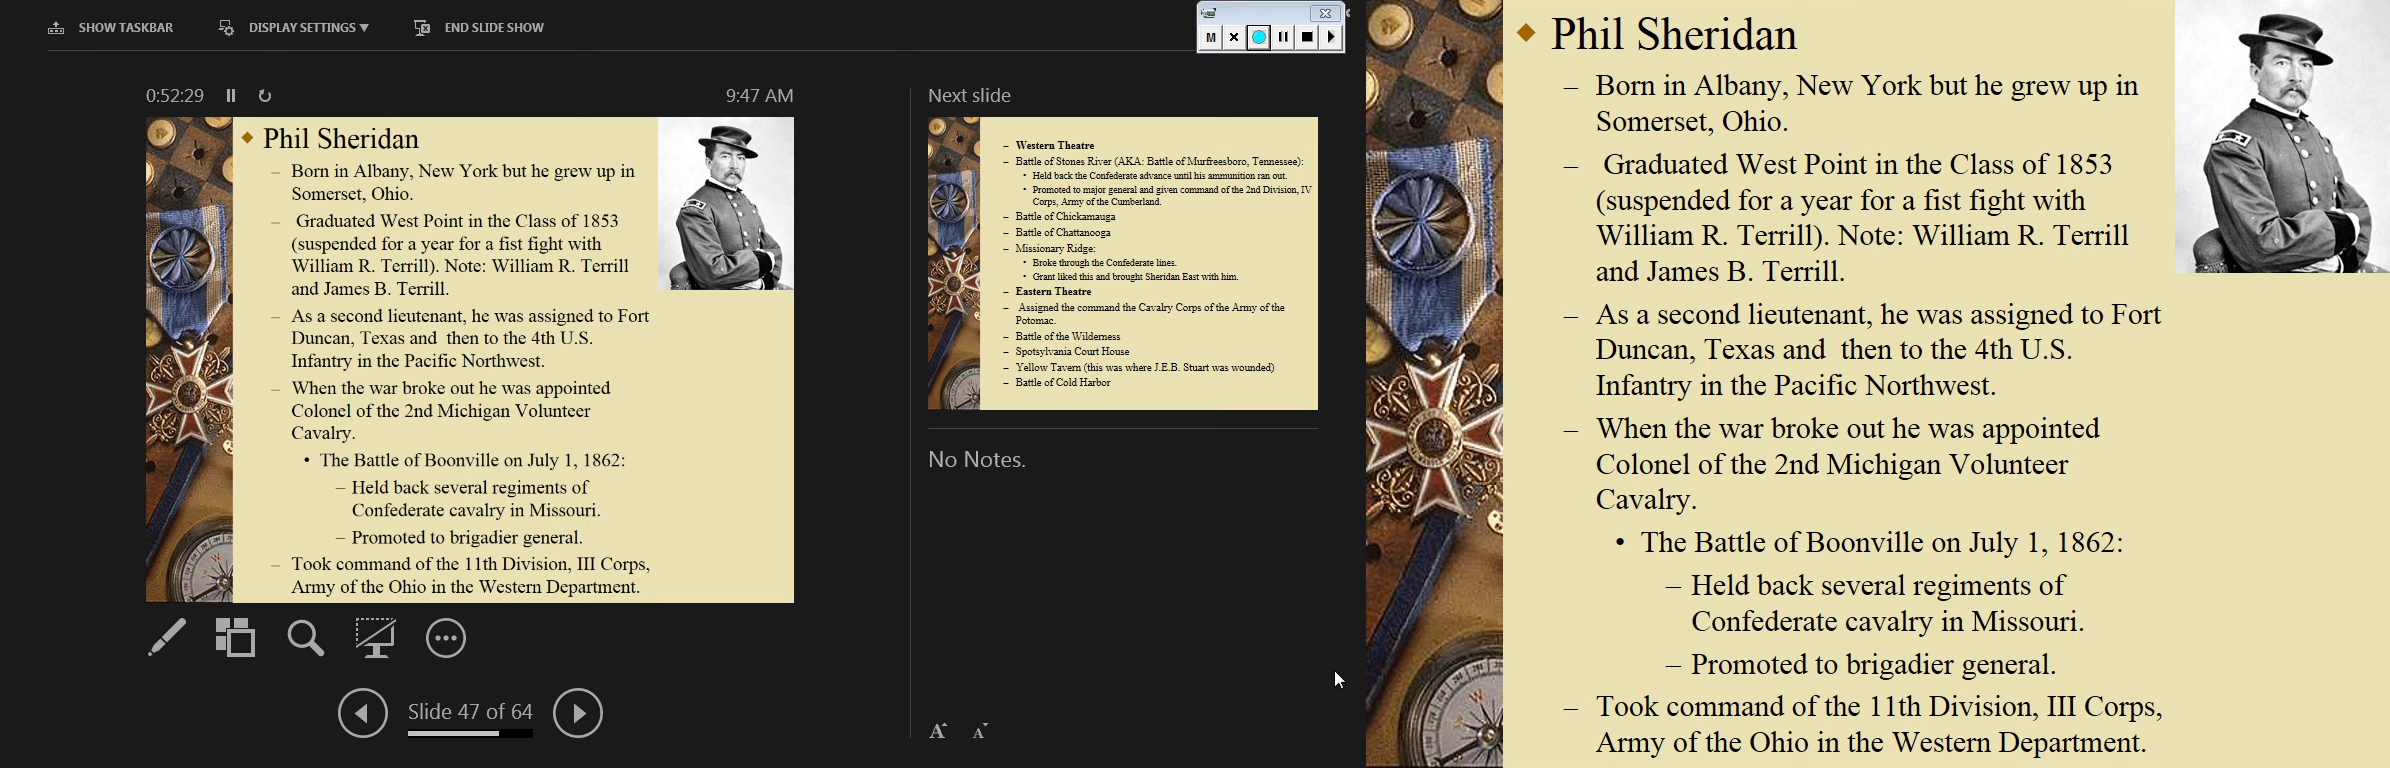 SHOW TASKBAR
DISPLAY SETTINGS ▼
END SLIDE SHOW
M
0:52:29
9:47 AM
Phil Sheridan
– Born in Albany, New York but he grew up in
Somerset, Ohio.
– Graduated West Point in the Class of 1853
(suspended for a year for a fist fight with
William R. Terrill). Note: William R. Terrill
and James B. Terrill.
– As a second lieutenant, he was assigned to Fort
Duncan, Texas and then to the 4th U.S.
Infantry in the Pacific Northwest.
– When the war broke out he was appointed
Colonel of the 2nd Michigan Volunteer
Cavalry.
• The Battle of Boonville on July 1, 1862:
– Held back several regiments of
Confederate cavalry in Missouri.
– Promoted to brigadier general.
– Took command of the 11th Division, III Corps,
Army of the Ohio in the Western Department.
Slide 47 of 64
Next slide
– Western Theatre
– Battle of Stones River (AKA: Battle of Murfreesboro, Tennessee):
• Held back the Confederate advance until his ammunition ran out.
• Promoted to major general and given command of the 2nd Division, IV
Corps, Army of the Cumberland.
– Battle of Chickamauga
– Battle of Chattanooga
– Missionary Ridge:
• Broke through the Confederate lines.
• Grant liked this and brought Sheridan East with him.
– Eastern Theatre
– Assigned the command the Cavalry Corps of the Army of the
Potomac.
– Battle of the Wilderness
– Spotsylvania Court House
– Yellow Tavern (this was where J.E.B. Stuart was wounded)
– Battle of Cold Harbor
No Notes.
A A
Phil Sheridan
– Born in Albany, New York but he grew up in
Somerset, Ohio.
– Graduated West Point in the Class of 1853
(suspended for a year for a fist fight with
William R. Terrill). Note: William R. Terrill
and James B. Terrill.
– As a second lieutenant, he was assigned to Fort
Duncan, Texas and then to the 4th U.S.
Infantry in the Pacific Northwest.
– When the war broke out he was appointed
Colonel of the 2nd Michigan Volunteer
Cavalry.
• The Battle of Boonville on July 1, 1862:
– Held back several regiments of
Confederate cavalry in Missouri.
– Promoted to brigadier general.
– Took command of the 11th Division, III Corps,
Army of the Ohio in the Western Department.